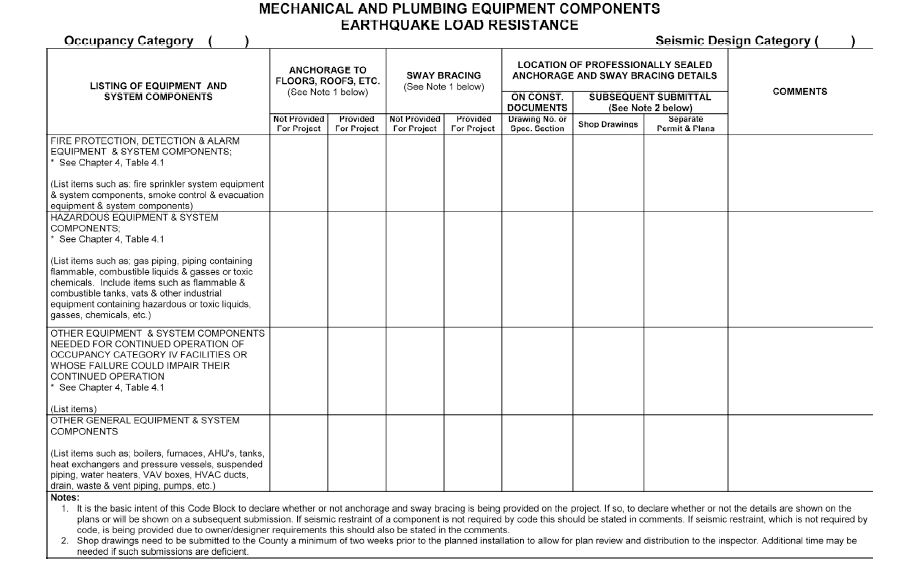 MECHANICAL AND PLUMBING EQUIPMENT COMPONENTS
EARTHQUAKE LOAD RESISTANCE
Occupancy Category ( )
Seismic Design Category ( )
LISTING OF EQUIPMENT AND
SYSTEM COMPONENTS
ANCHORAGE TO
FLOORS, ROOFS, ETC.
(See Note 1 below)
SWAY BRACING
(See Note 1 below)
LOCATION OF PROFESSIONALLY SEALED
ANCHORAGE AND SWAY BRACING DETAILS
COMMENTS
ON CONST.
DOCUMENTS
SUBSEQUENT SUBMITTAL
(See Note 2 below)
Not Provided
For Project
Provided
For Project
Not Provided
For Project
Provided
For Project
Drawing No. or
Spec. Section
Shop Drawings
Separate
Permit & Plans
FIRE PROTECTION, DETECTION & ALARM
EQUIPMENT & SYSTEM COMPONENTS;
* See Chapter 4, Table 4.1
(List items such as; fire sprinkler system equipment
& system components, smoke control & evacuation
equipment & system components)
HAZARDOUS EQUIPMENT & SYSTEM
COMPONENTS;
* See Chapter 4, Table 4.1
(List items such as; gas piping, piping containing
flammable, combustible liquids & gasses or toxic
chemicals. Include items such as flammable &
combustible tanks, vats & other industrial
equipment containing hazardous or toxic liquids,
gasses, chemicals, etc.)
OTHER EQUIPMENT & SYSTEM COMPONENTS
NEEDED FOR CONTINUED OPERATION OF
OCCUPANCY CATEGORY IV FACILITIES OR
WHOSE FAILURE COULD IMPAIR THEIR
CONTINUED OPERATION
* See Chapter 4, Table 4.1
(List items)
OTHER GENERAL EQUIPMENT & SYSTEM
COMPONENTS
(List items such as; boilers, furnaces, AHU's, tanks,
heat exchangers and pressure vessels, suspended
piping, water heaters, VAV boxes, HVAC ducts,
drain, waste & vent piping, pumps, etc.)
Notes:
1. It is the basic intent of this Code Block to declare whether or not anchorage and sway bracing is being provided on the project. If so, to declare whether or not the details are shown on the
plans or will be shown on a subsequent submission. If seismic restraint of a component is not required by code this should be stated in comments. If seismic restraint, which is not required by
code, is being provided due to owner/designer requirements this should also be stated in the comments.
2. Shop drawings need to be submitted to the County a minimum of two weeks prior to the planned installation to allow for plan review and distribution to the inspector. Additional time may be
needed if such submissions are deficient.